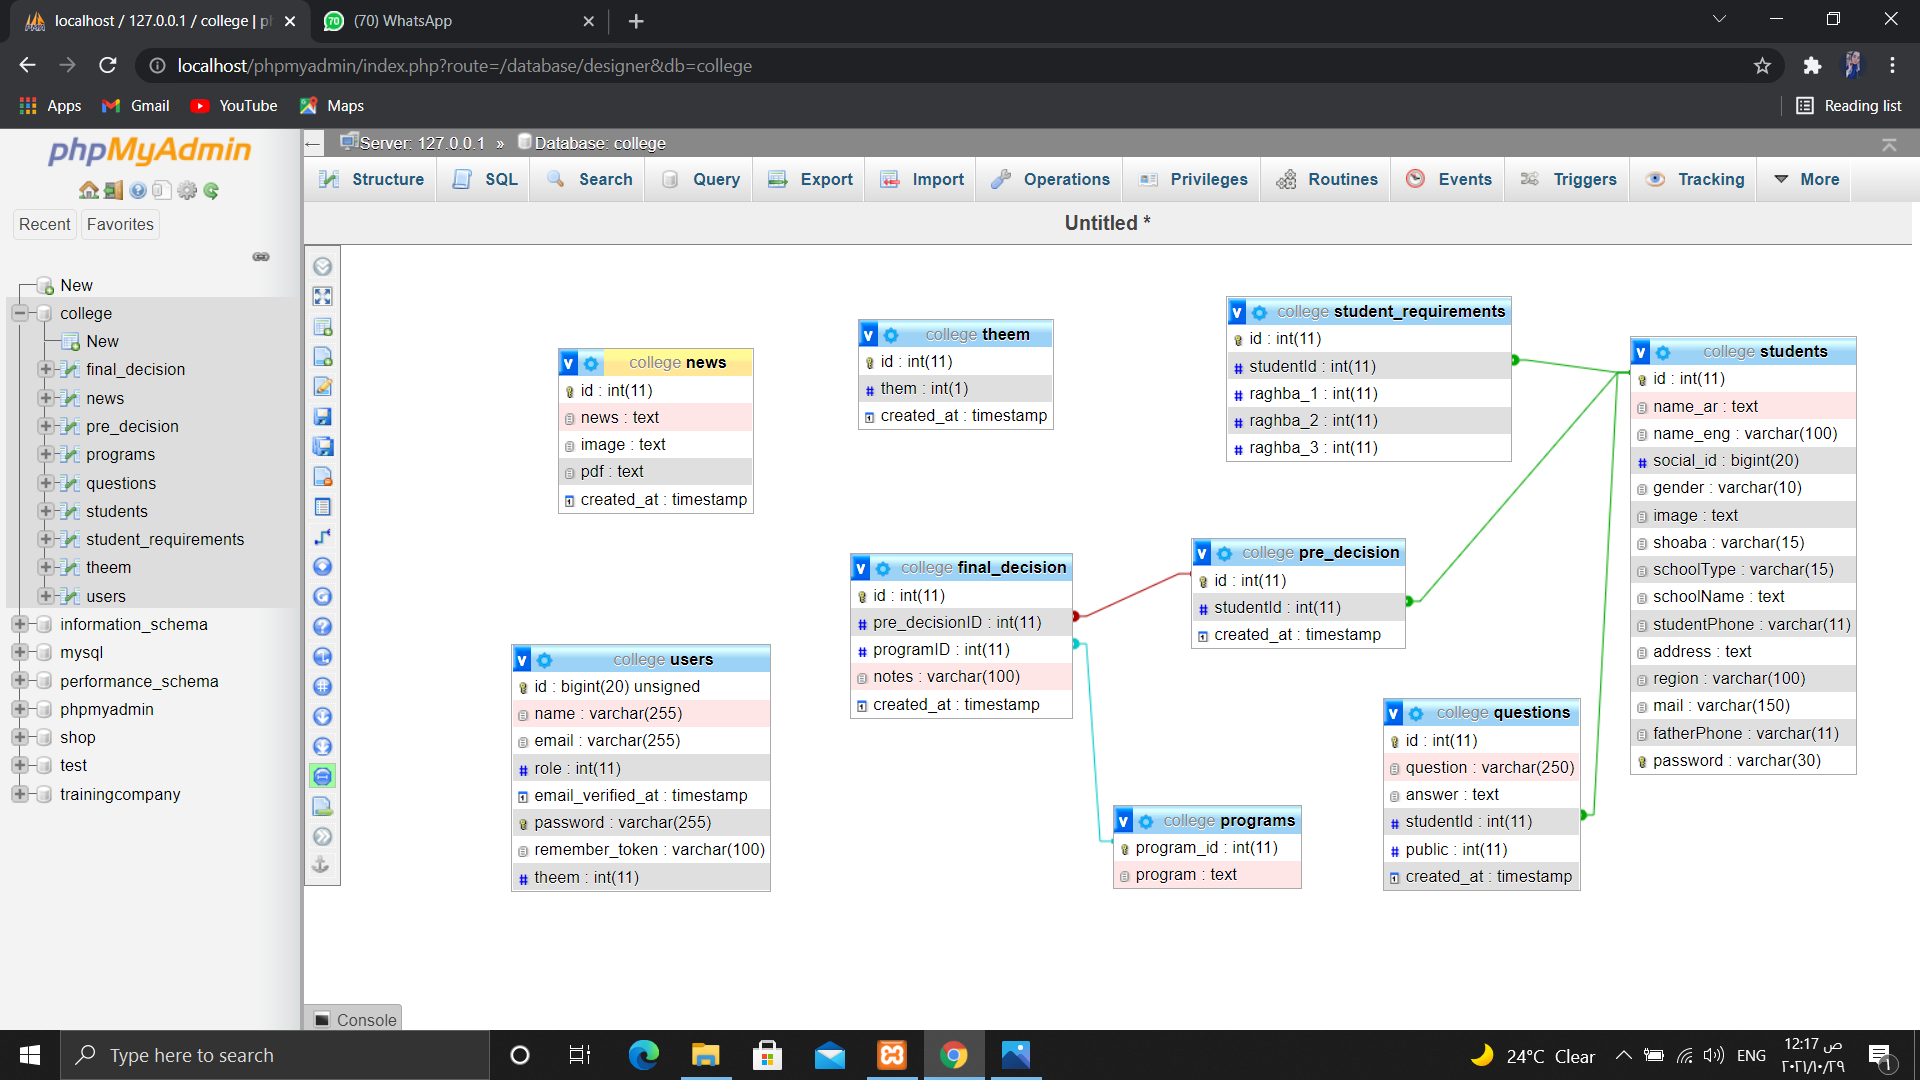 localhost / 127.0.0.1 / college | ph
(70) WhatsApp
localhost/phpmyadmin/index.php?route=/database/designer&db=college
Apps
Gmail
YouTube
Maps
Reading list
phpMyAdmin
Recent
Favorites
New
college
New
final_decision
news
pre_decision
programs
questions
students
student_requirements
theem
users
information_schema
mysql
performance_schema
phpmyadmin
shop
test
trainingcompany
Server: 127.0.0.1 » Database: college
Structure
SQL
Search
Query
Export
Import
Operations
Privileges
Routines
Events
Triggers
Tracking
More
Untitled *
v college news
id : int(11)
news : text
image : text
pdf : text
created_at : timestamp
v college theem
id : int(11)
them : int(1)
created_at : timestamp
v college student_requirements
id : int(11)
studentId : int(11)
raghba_1 : int(11)
raghba_2 : int(11)
raghba_3 : int(11)
v college students
id : int(11)
name_ar : text
name_eng : varchar(100)
social_id : bigint(20)
gender : varchar(10)
image : text
shoaba : varchar(15)
schoolType : varchar(15)
schoolName : text
studentPhone : varchar(11)
address : text
region : varchar(100)
mail : varchar(150)
fatherPhone : varchar(11)
password : varchar(30)
v college final_decision
id : int(11)
pre_decisionID : int(11)
programID : int(11)
notes : varchar(100)
created_at : timestamp
v college pre_decision
id : int(11)
studentId : int(11)
created_at : timestamp
v college users
id : bigint(20) unsigned
name : varchar(255)
email : varchar(255)
role : int(11)
email_verified_at : timestamp
password : varchar(255)
remember_token : varchar(100)
theem : int(11)
v college programs
program_id : int(11)
program : text
v college questions
id : int(11)
question : varchar(250)
answer : text
studentId : int(11)
public : int(11)
created_at : timestamp
Console
Type here to search
24°C Clear
ENG
12:17 ص
٢٠٢١/١٠/٢٩
١